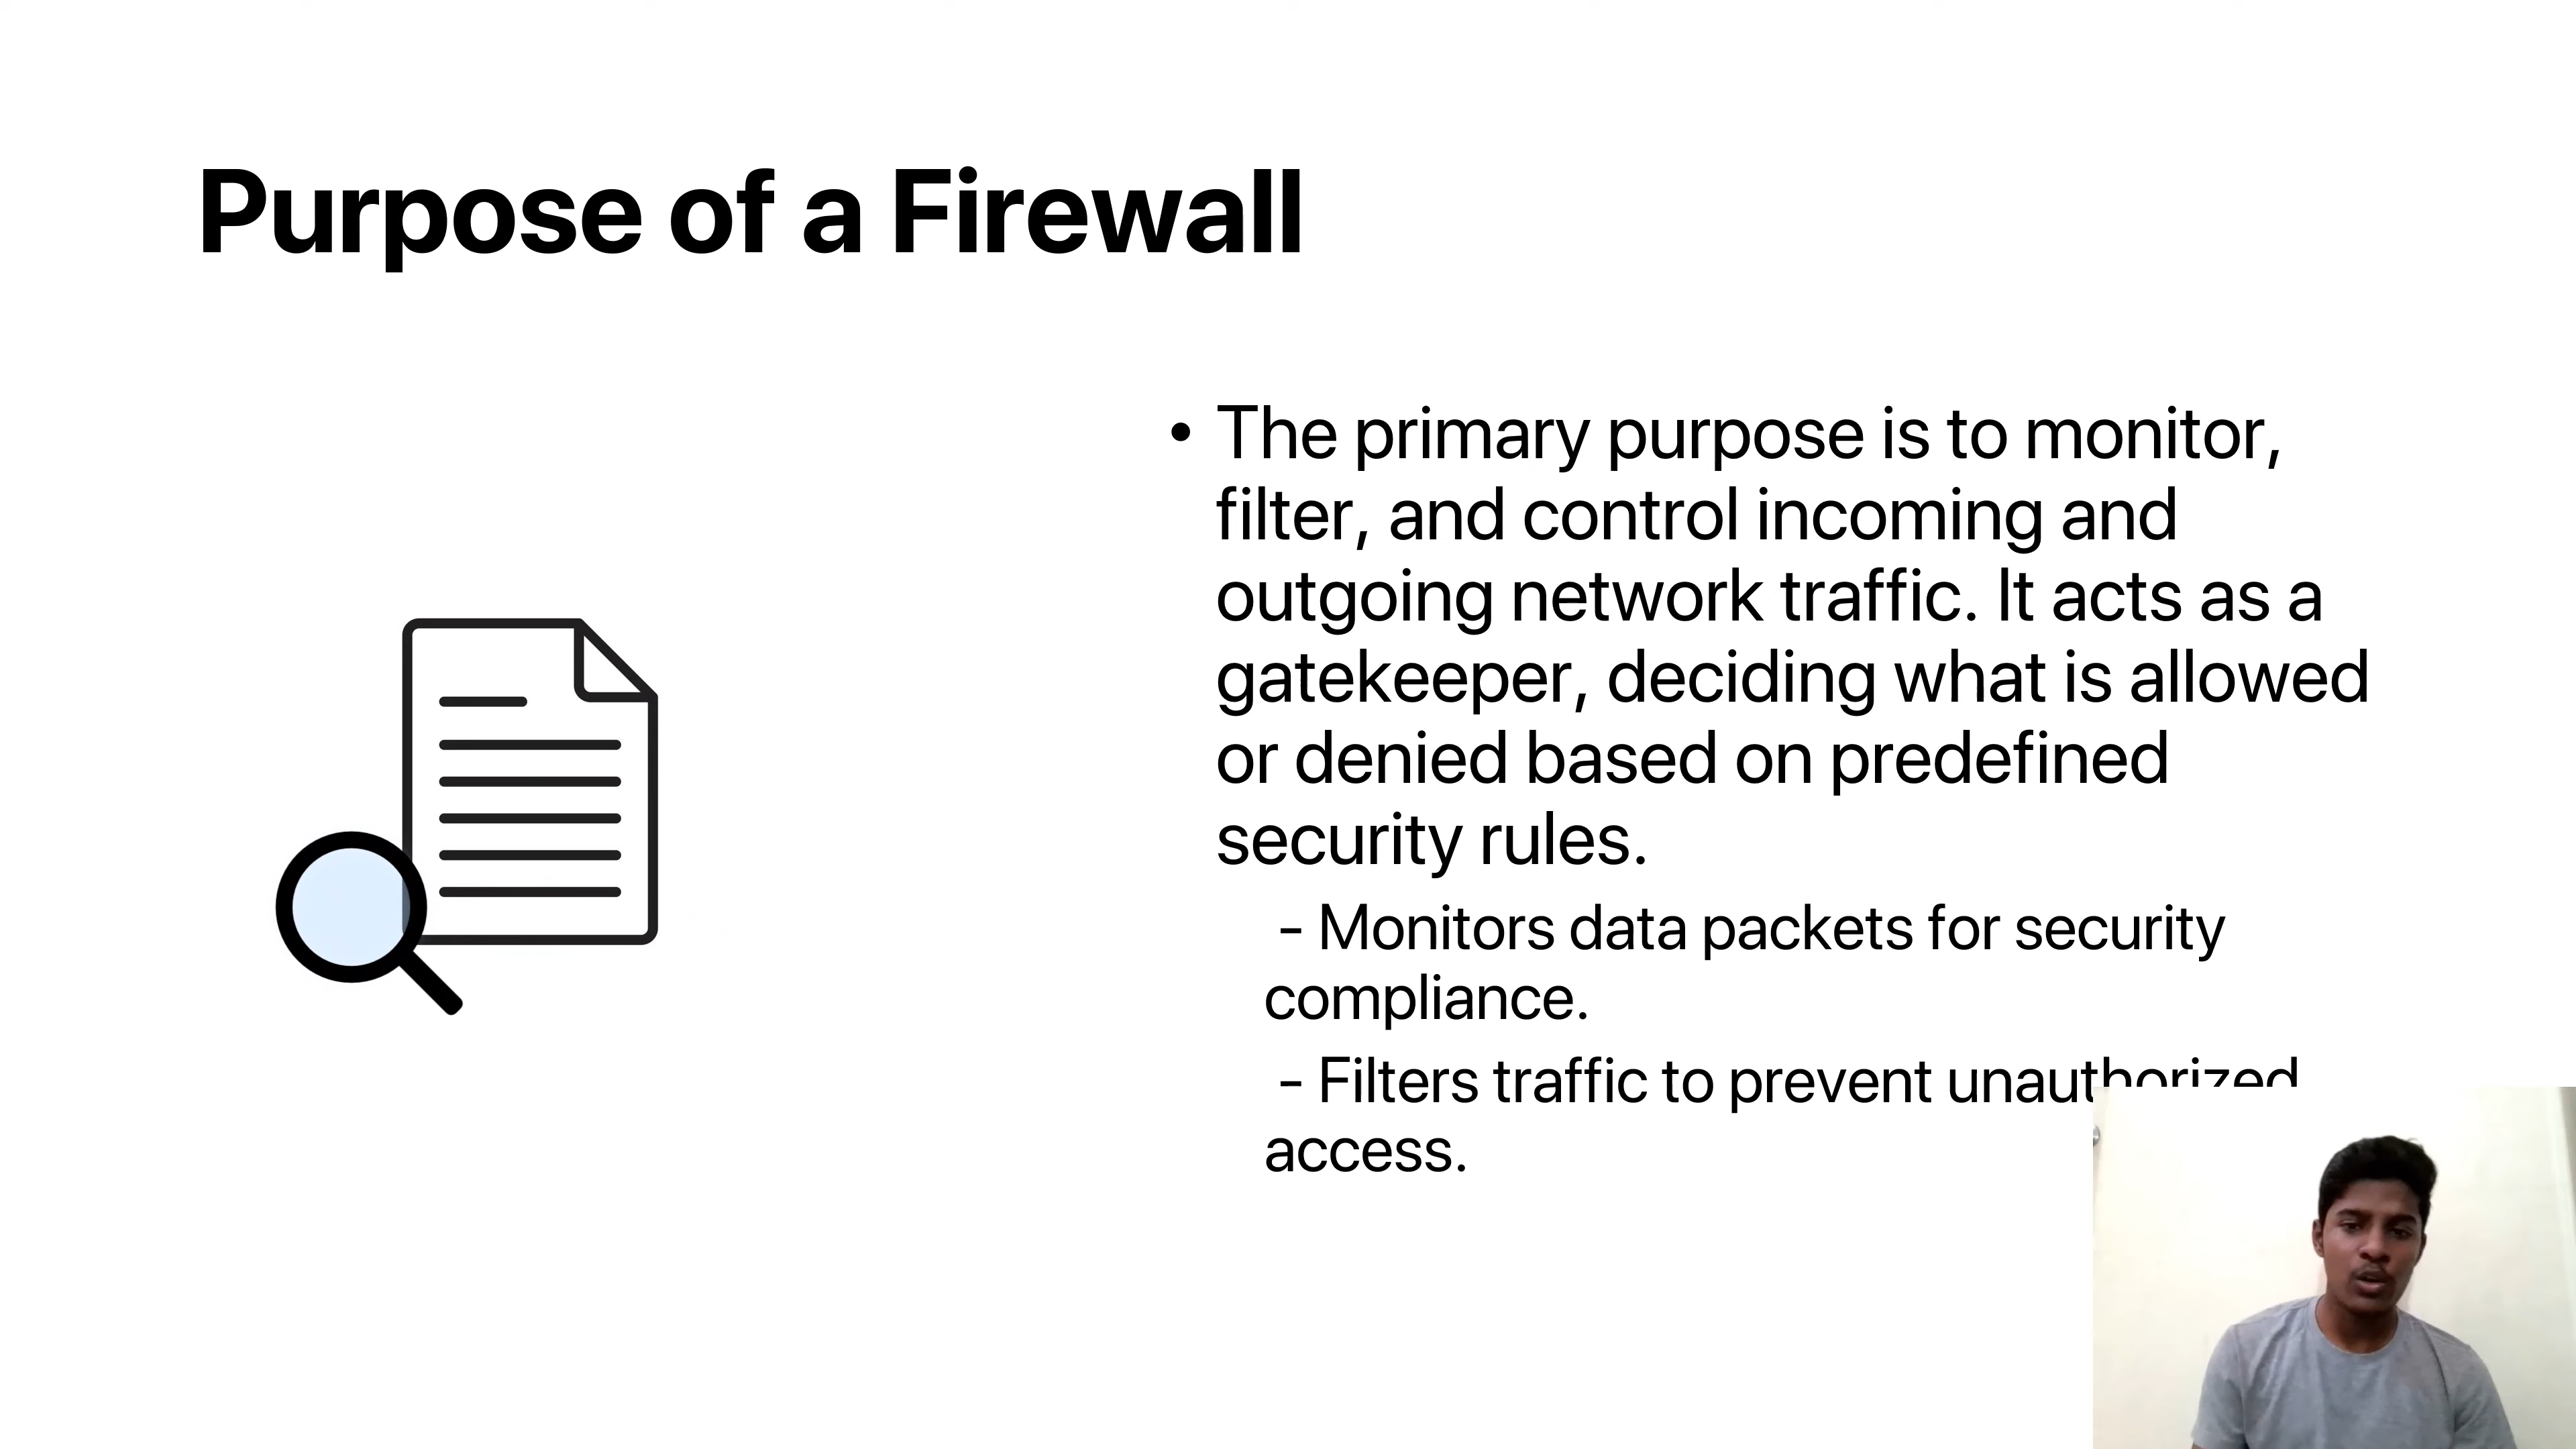 Purpose of a Firewall
• The primary purpose is to monitor,
filter, and control incoming and
outgoing network traffic. It acts as a
gatekeeper, deciding what is allowed
or denied based on predefined
security rules.
- Monitors data packets for security
compliance.
- Filters traffic to prevent unauthorized
access.